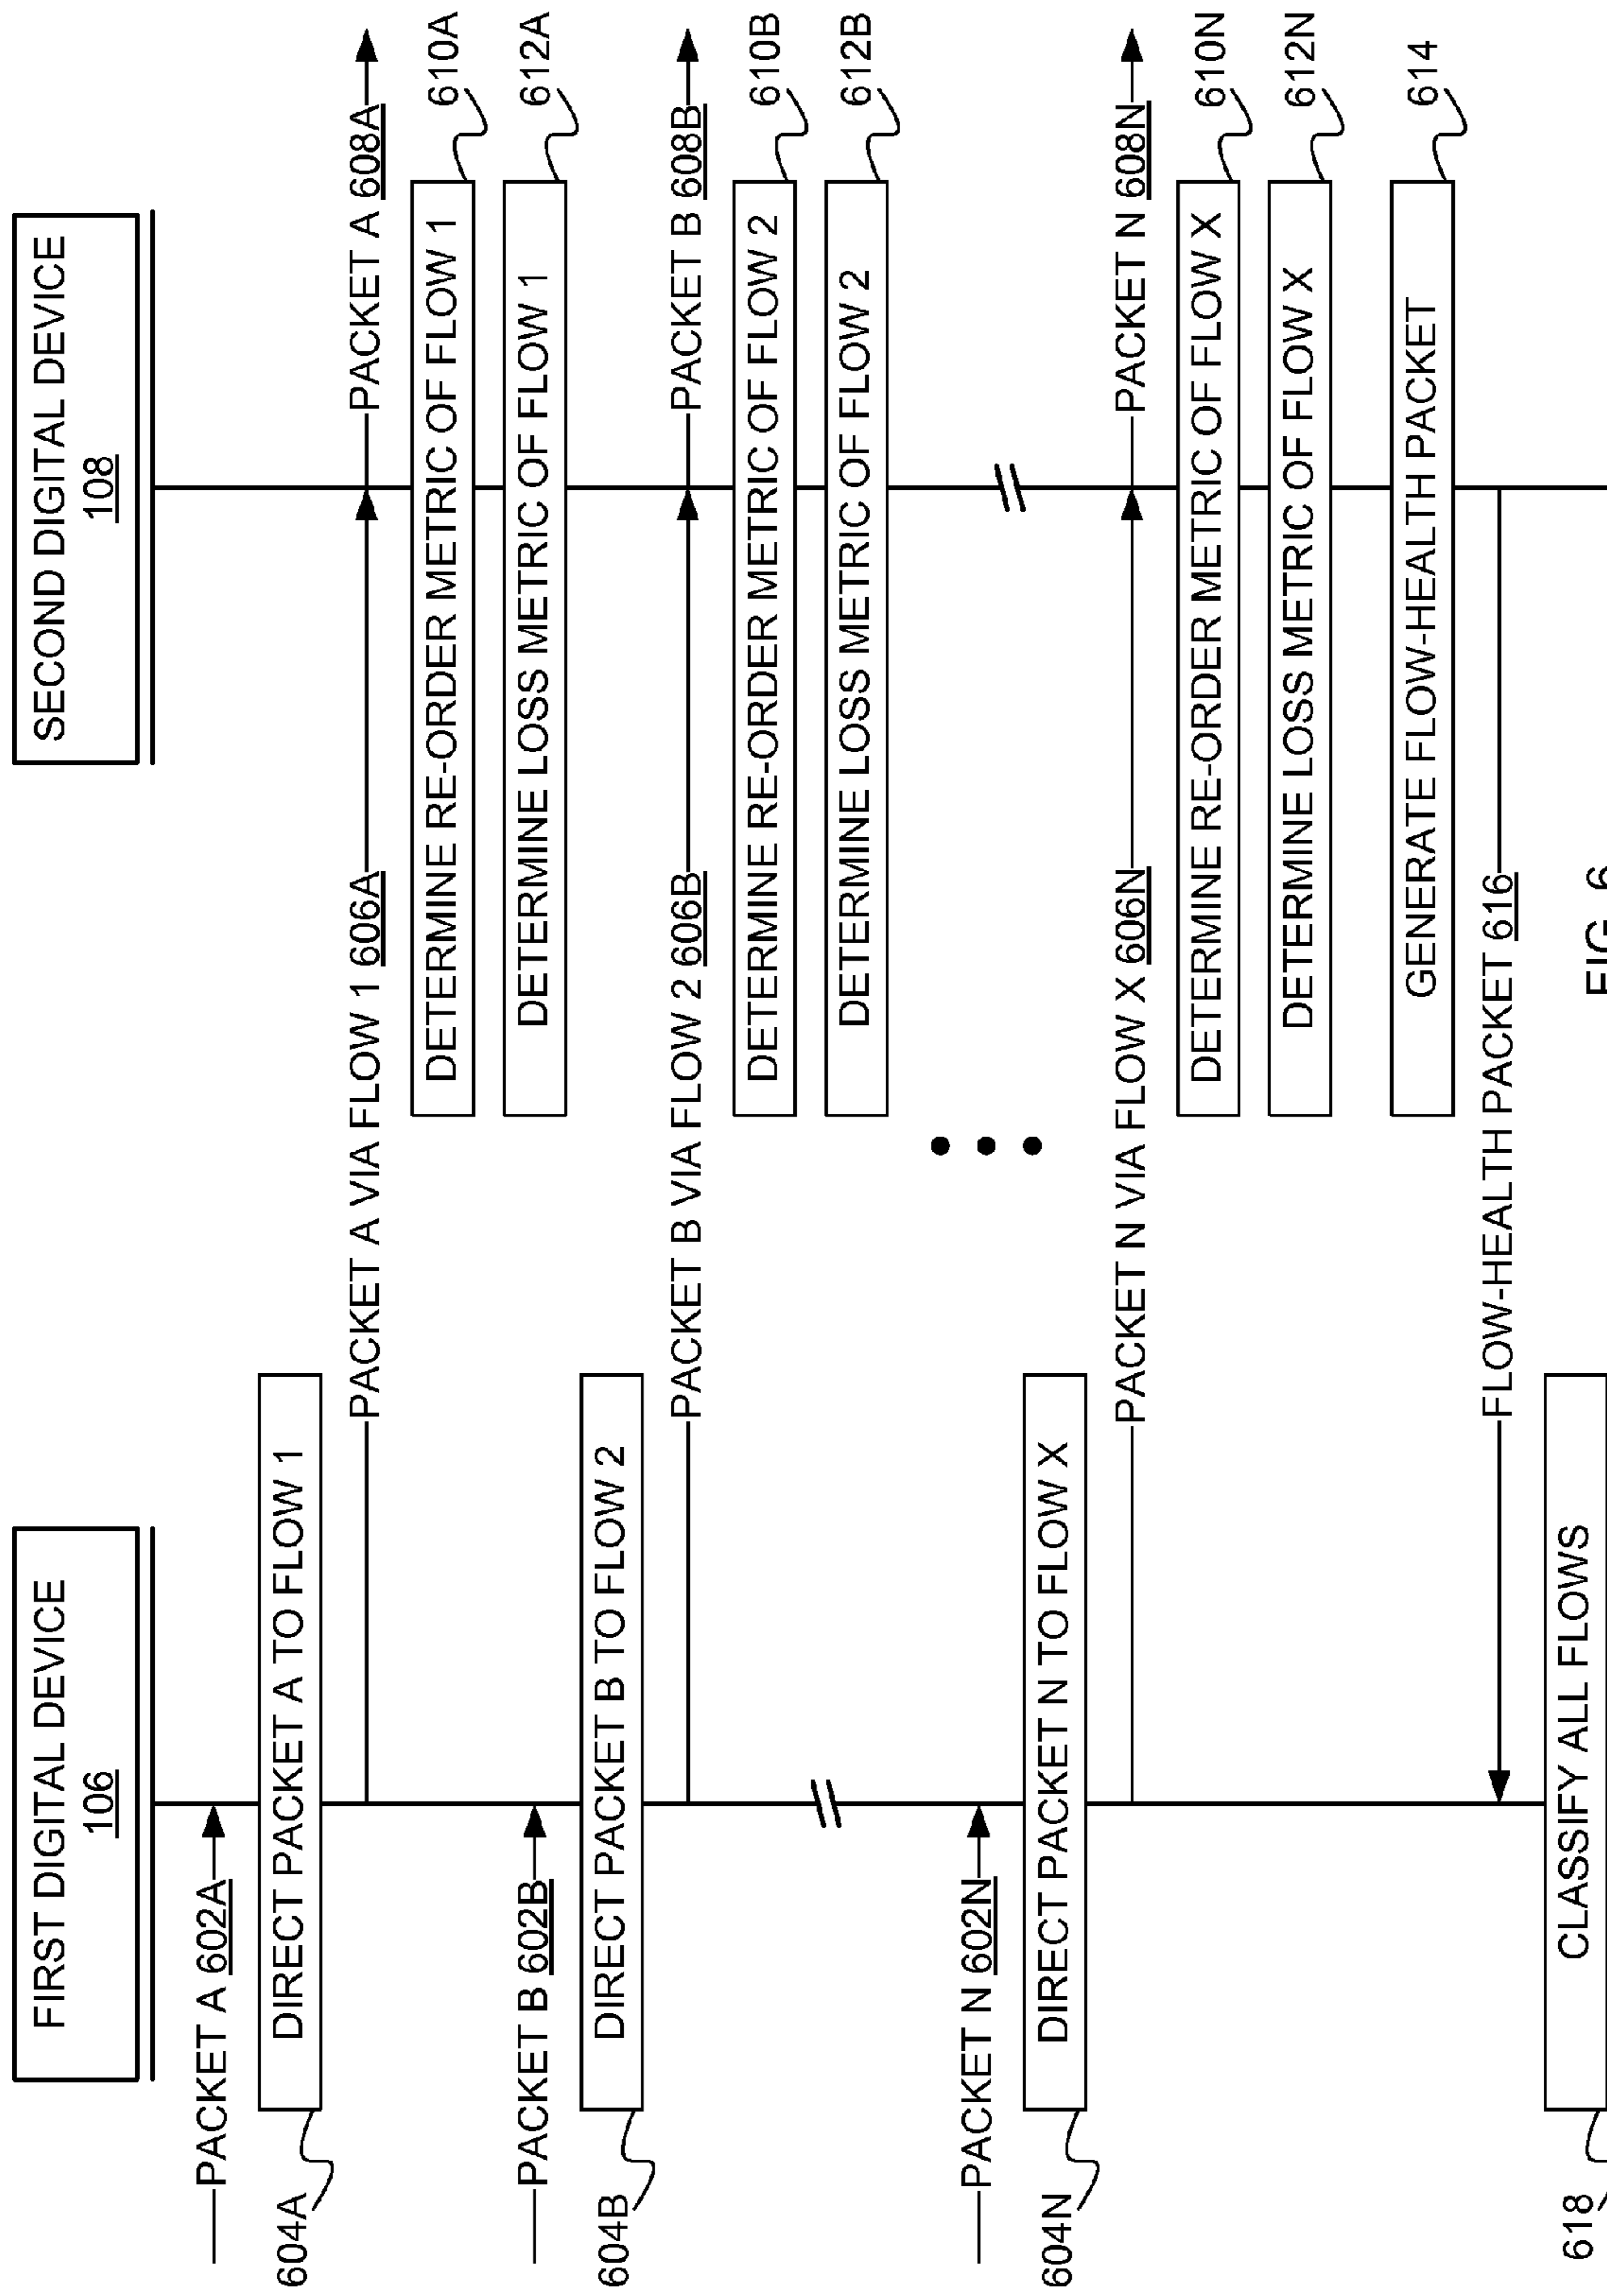 FIRST DIGITAL DEVICE
106
SECOND DIGITAL DEVICE
108
PACKET A 602A
604A
DIRECT PACKET A TO FLOW 1
PACKET A VIA FLOW 1 606A
PACKET A 608A
DETERMINE RE-ORDER METRIC OF FLOW 1
610A
DETERMINE LOSS METRIC OF FLOW 1
612A
PACKET B 602B
604B
DIRECT PACKET B TO FLOW 2
PACKET B VIA FLOW 2 606B
PACKET B 608B
DETERMINE RE-ORDER METRIC OF FLOW 2
610B
DETERMINE LOSS METRIC OF FLOW 2
612B
PACKET N 602N
604N
DIRECT PACKET N TO FLOW X
PACKET N VIA FLOW X 606N
PACKET N 608N
DETERMINE RE-ORDER METRIC OF FLOW X
610N
DETERMINE LOSS METRIC OF FLOW X
612N
GENERATE FLOW-HEALTH PACKET
614
FLOW-HEALTH PACKET 616
618
CLASSIFY ALL FLOWS
FIG. 6